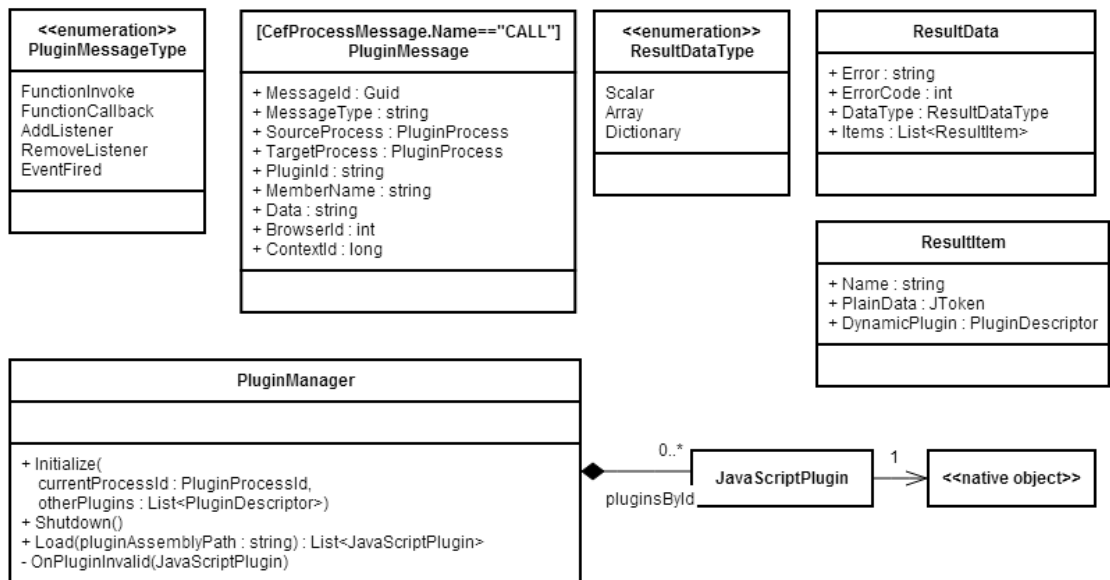 <<enumeration>>
PluginMessageType
FunctionInvoke
FunctionCallback
AddListener
RemoveListener
EventFired
[CefProcessMessage.Name=="CALL"]
PluginMessage
+ MessageId : Guid
+ MessageType : string
+ SourceProcess : PluginProcess
+ TargetProcess : PluginProcess
+ PluginId : string
+ MemberName : string
+ Data : string
+ BrowserId : int
+ ContextId : long
<<enumeration>>
ResultDataType
Scalar
Array
Dictionary
ResultData
+ Error : string
+ ErrorCode : int
+ DataType : ResultDataType
+ Items : List<ResultItem>
ResultItem
+ Name : string
+ PlainData : JToken
+ DynamicPlugin : PluginDescriptor
PluginManager
+ Initialize(
currentProcessId : PluginProcessId,
otherPlugins : List<PluginDescriptor>)
+ Shutdown()
+ Load(pluginAssemblyPath : string) : List<JavaScriptPlugin>
- OnPluginInvalid(JavaScriptPlugin)
0..*
pluginsById
JavaScriptPlugin
1
<<native object>>